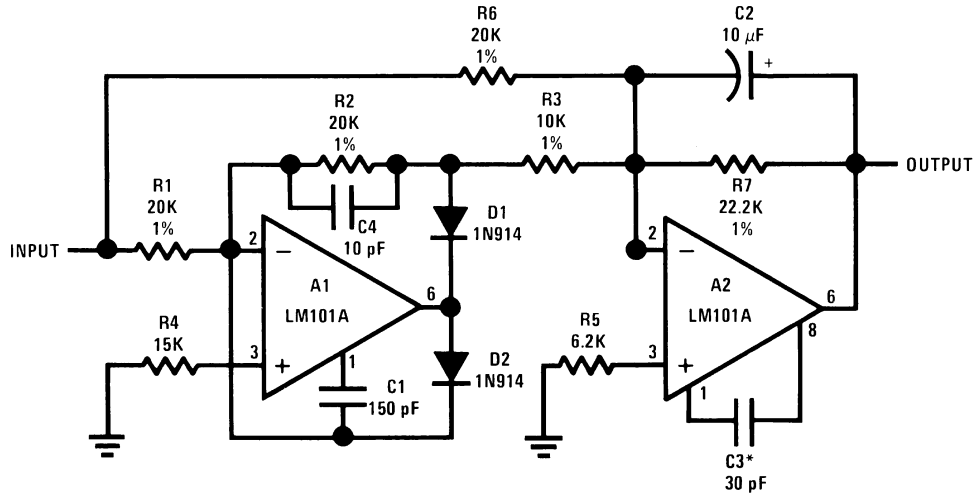 R6
20K
1%
C2
10 μF
+
R2
20K
1%
R3
10K
1%
C4
10 pF
D1
1N914
R7
22.2K
1%
OUTPUT
R1
20K
1%
INPUT
2
−
A1
LM101A
6
3
+
1
R4
15K
C1
150 pF
D2
1N914
2
−
A2
LM101A
6
8
3
+
1
R5
6.2K
C3*
30 pF